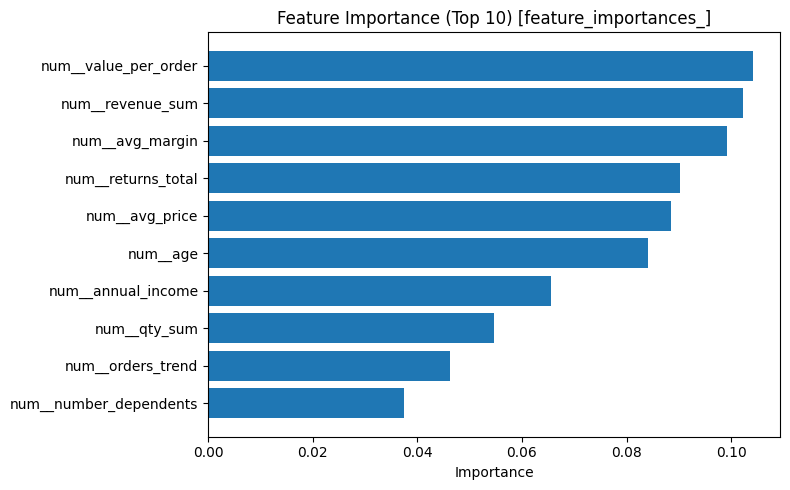 Feature Importance (Top 10) [feature_importances_]
num__value_per_order
num__revenue_sum
num__avg_margin
num__returns_total
num__avg_price
num__age
num__annual_income
num__qty_sum
num__orders_trend
num__number_dependents
0.00 0.02 0.04 0.06 0.08 0.10
Importance